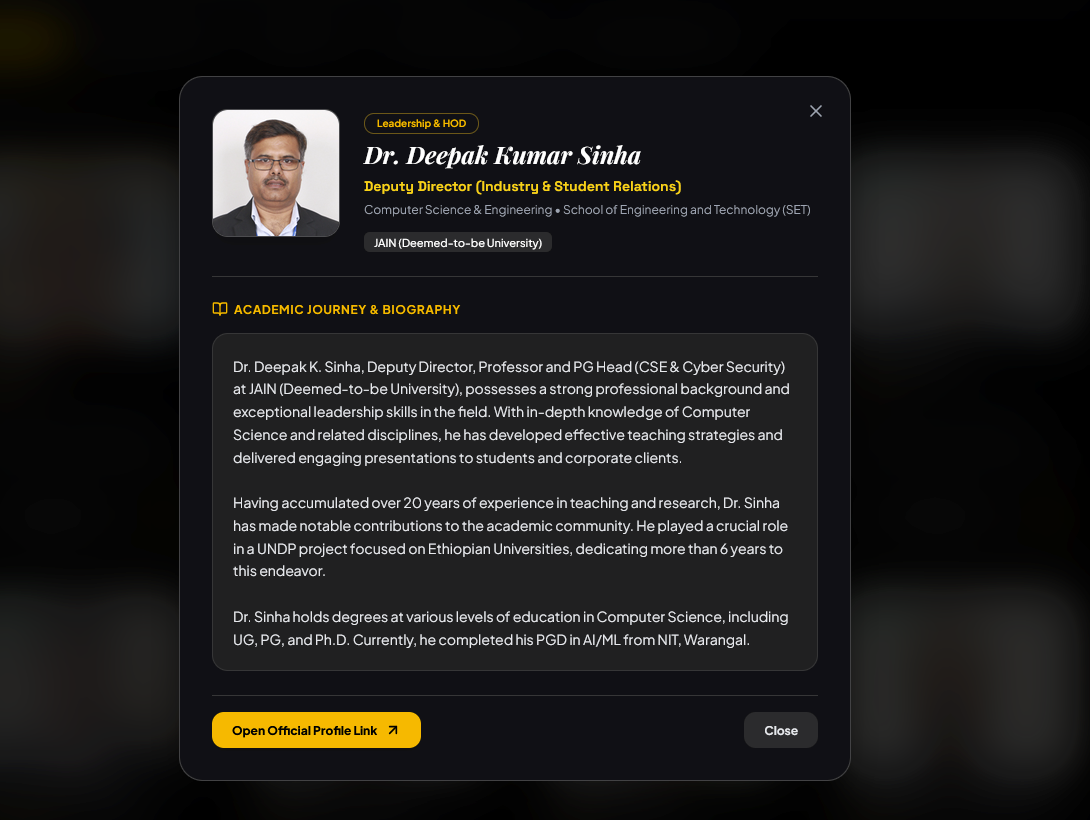 Leadership & HOD
Dr. Deepak Kumar Sinha
Deputy Director (Industry & Student Relations)
Computer Science & Engineering • School of Engineering and Technology (SET)
JAIN (Deemed-to-be University)
ACADEMIC JOURNEY & BIOGRAPHY
Dr. Deepak K. Sinha, Deputy Director, Professor and PG Head (CSE & Cyber Security)
at JAIN (Deemed-to-be University), possesses a strong professional background and
exceptional leadership skills in the field. With in-depth knowledge of Computer
Science and related disciplines, he has developed effective teaching strategies and
delivered engaging presentations to students and corporate clients.
Having accumulated over 20 years of experience in teaching and research, Dr. Sinha
has made notable contributions to the academic community. He played a crucial role
in a UNDP project focused on Ethiopian Universities, dedicating more than 6 years to
this endeavor.
Dr. Sinha holds degrees at various levels of education in Computer Science, including
UG, PG, and Ph.D. Currently, he completed his PGD in AI/ML from NIT, Warangal.
Open Official Profile Link
Close